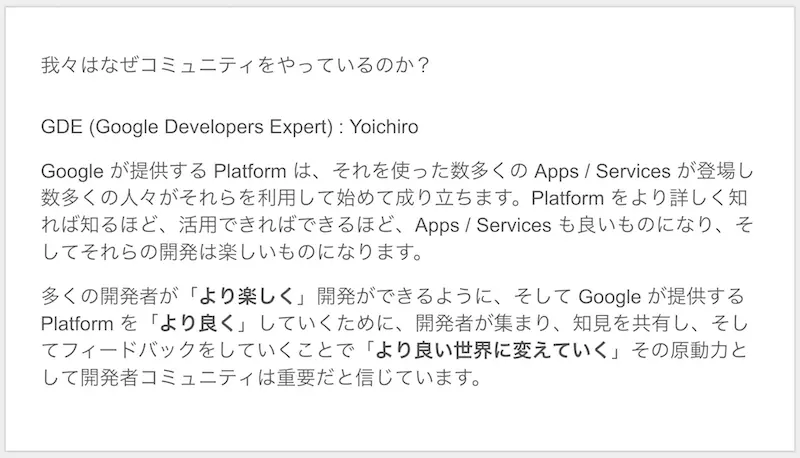 我々はなぜコミュニティをやっているのか？
GDE (Google Developers Expert) : Yoichiro
Google が提供する Platform は、それを使った数多くの Apps / Services が登場し
数多くの人々がそれらを利用して始めて成り立ちます。Platform をより詳しく知
れば知るほど、活用できればできるほど、Apps / Services も良いものになり、そ
してそれらの開発は楽しいものになります。
多くの開発者が「より楽しく」開発ができるように、そして Google が提供する
Platform を「より良く」していくために、開発者が集まり、知見を共有し、そし
てフィードバックをしていくことで「より良い世界に変えていく」その原動力と
して開発者コミュニティは重要だと信じています。